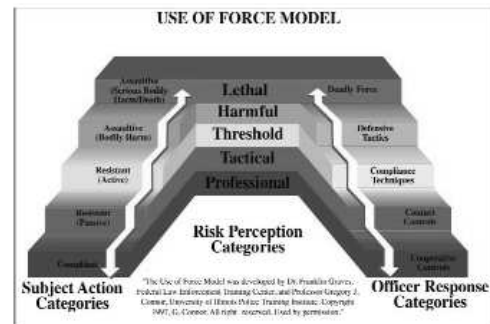 USE OF FORCE MODEL
Assaultive
(Serious Bodily
Harm/Death)
Lethal
Deadly Force
Assaultive
(Bodily Harm)
Harmful
Defensive
Tactics
Resistant
(Active)
Threshold
Compliance
Techniques
Resistant
(Passive)
Tactical
Contact
Controls
Compliant
Professional
Cooperative
Controls
Risk Perception
Categories
Subject Action
Categories
Officer Response
Categories
"The Use of Force Model was developed by Dr. Franklin Graves,
Federal Law Enforcement Training Center, and Professor Gregory J.
Connor, University of Illinois Police Training Institute. Copyright
1997, G. Connor. All right reserved. Used by permission."